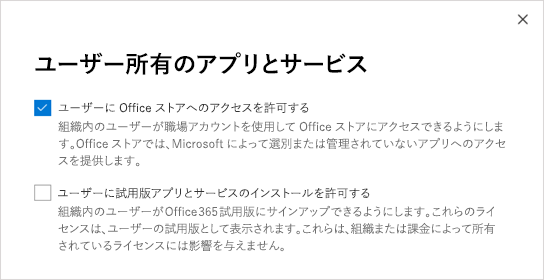 ユーザー所有のアプリとサービス
ユーザーに Office ストアへのアクセスを許可する
組織内のユーザーが職場アカウントを使用して Office ストアにアクセスできるようにしま
す。Office ストアでは、Microsoft によって選別または管理されていないアプリへのアクセ
スを提供します。
ユーザーに試用版アプリとサービスのインストールを許可する
組織内のユーザーがOffice365試用版にサインアップできるようにします。これらのライ
センスは、ユーザーの試用版として表示されます。これらは、組織または課金によって所有
されているライセンスには影響を与えません。